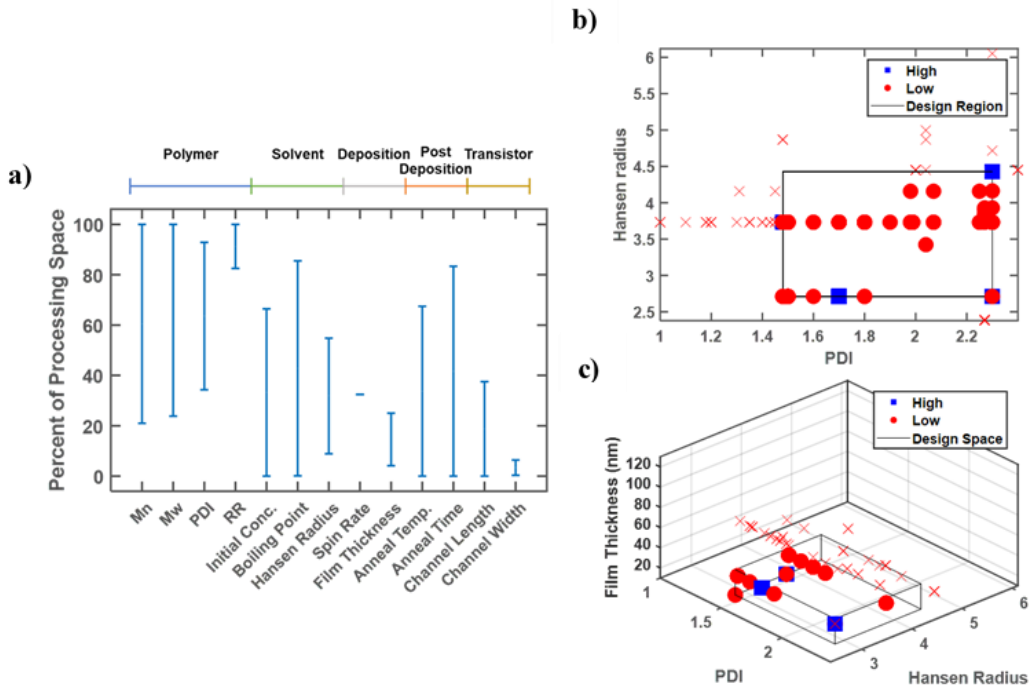 a)
Polymer
Solvent
Deposition
Post
Deposition
Transistor
Percent of Processing Space
100
80
60
40
20
0
Mn
Mw
PDI
RR
Initial Conc.
Boiling Point
Hansen Radius
Spin Rate
Film Thickness
Anneal Temp.
Anneal Time
Channel Length
Channel Width
b)
Hansen radius
6
5.5
5
4.5
4
3.5
3
2.5
High
Low
Design Region
1 1.2 1.4 1.6 1.8 2 2.2
PDI
c)
Film Thickness (nm)
120
100
80
60
40
20
High
Low
Design Space
1
1.5
2
PDI
3
4
5
6
Hansen Radius